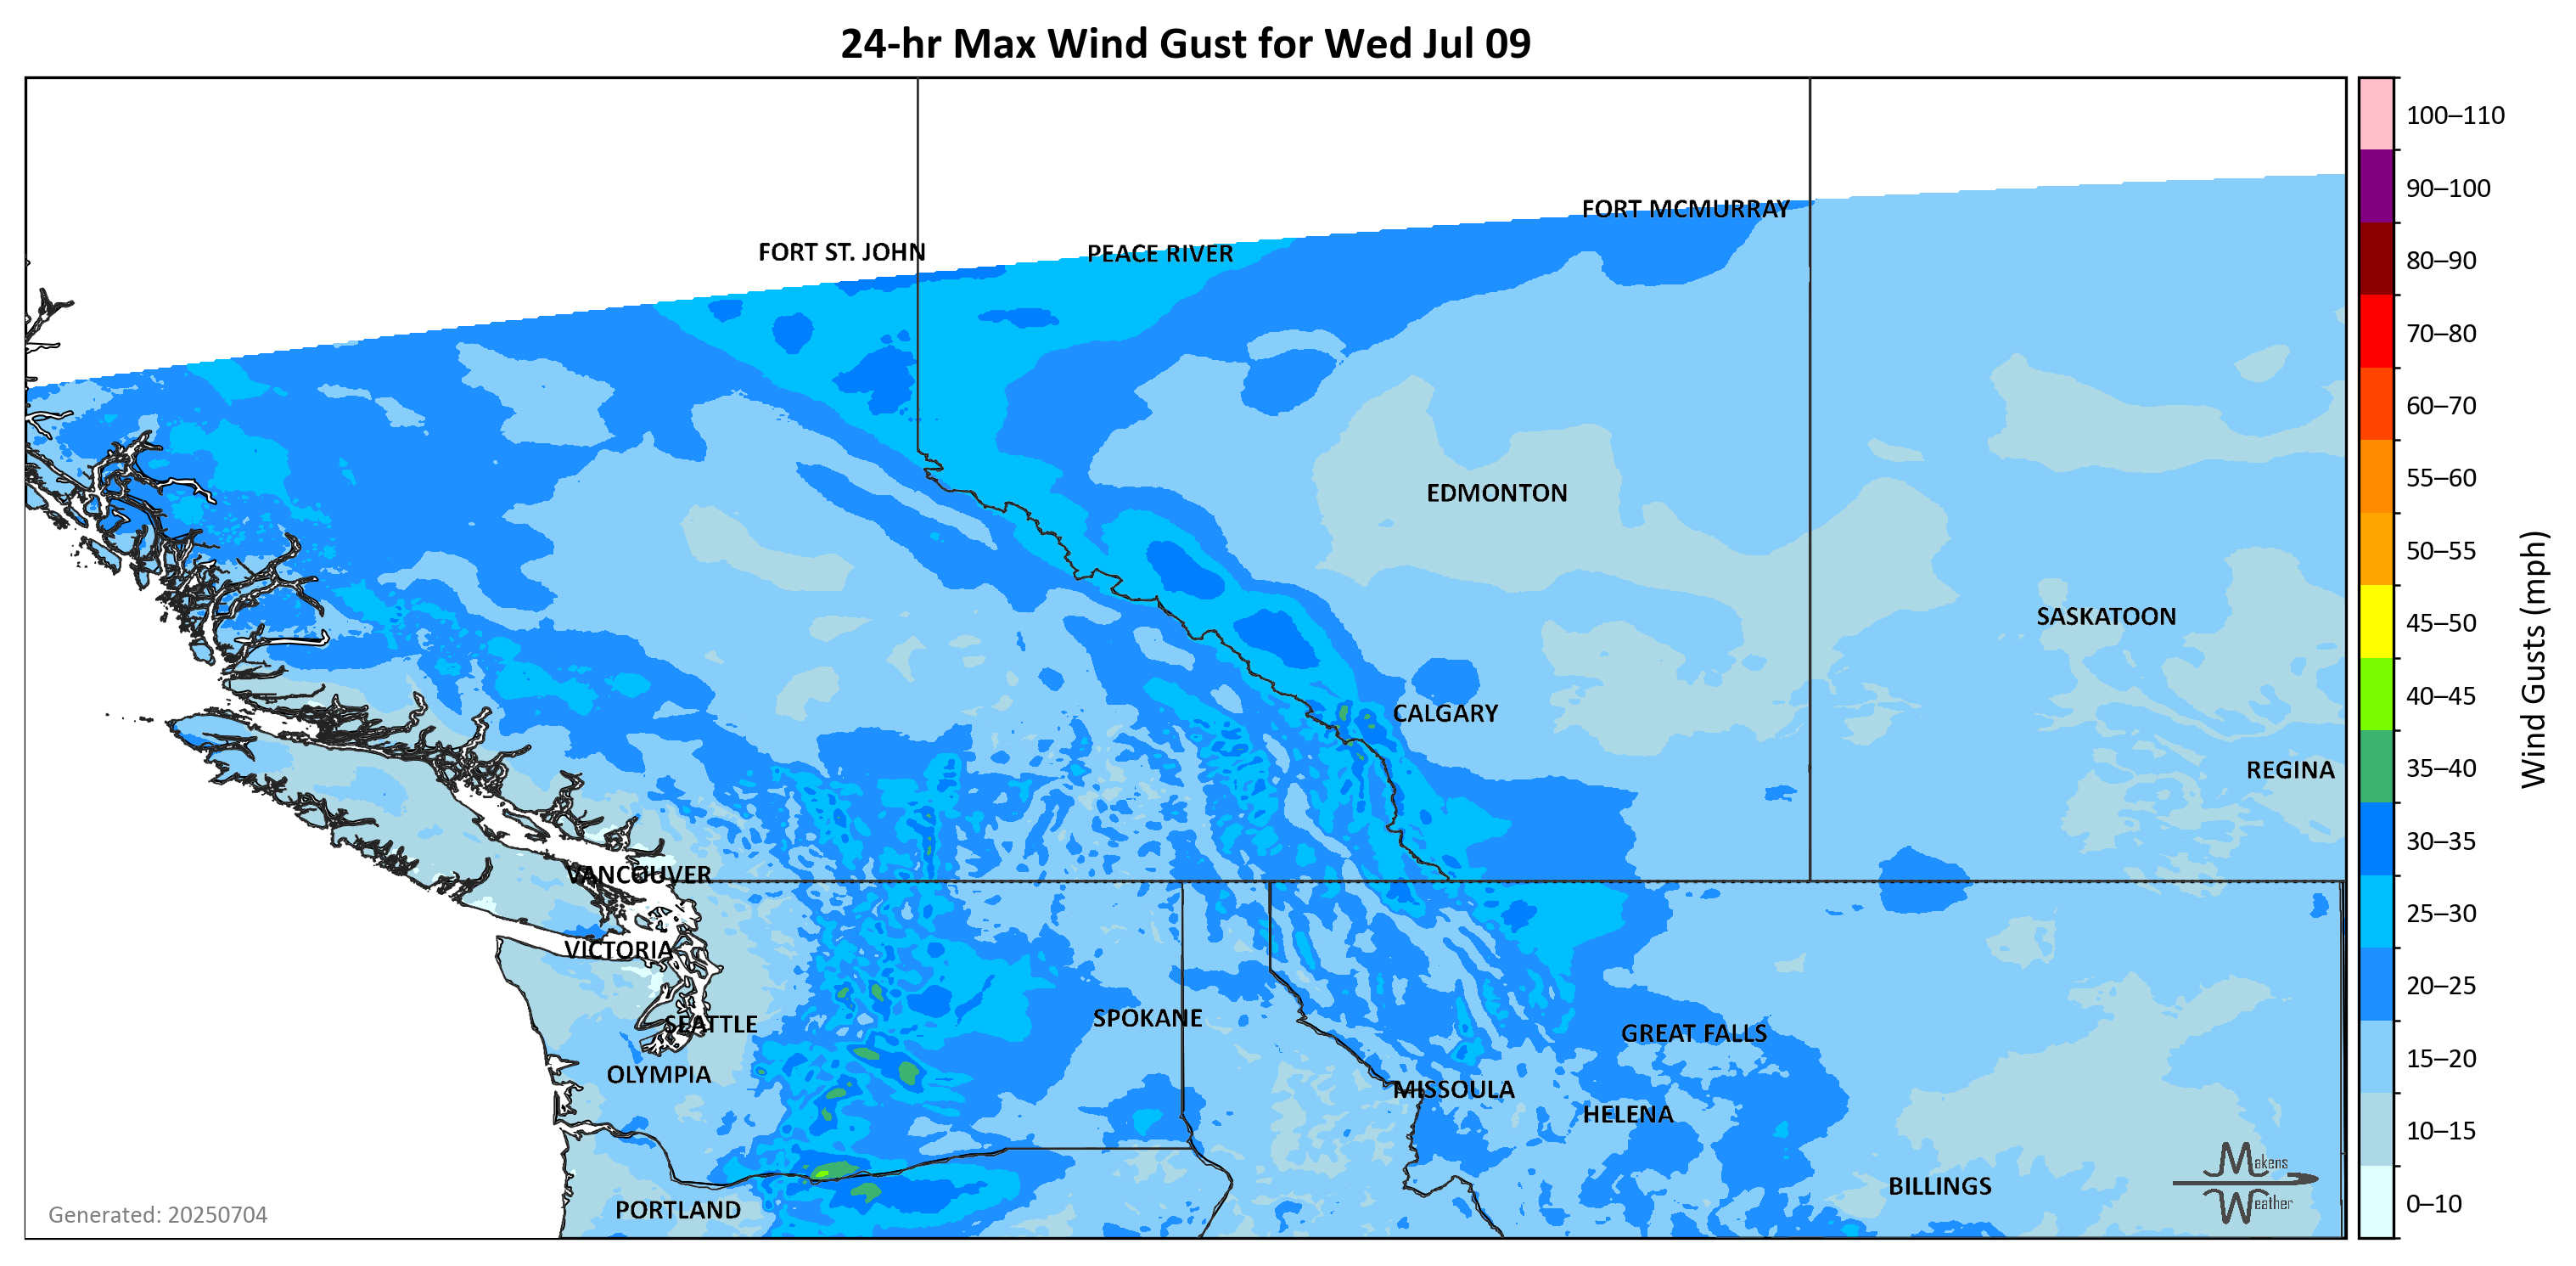 24-hr Max Wind Gust for Wed Jul 09
100–110
90–100
80–90
70–80
60–70
55–60
50–55
45–50
40–45
35–40
30–35
25–30
20–25
15–20
10–15
0–10
Wind Gusts (mph)
FORT MCMURRAY
FORT ST. JOHN
PEACE RIVER
EDMONTON
SASKATOON
CALGARY
REGINA
VANCOUVER
VICTORIA
SEATTLE
SPOKANE
GREAT FALLS
OLYMPIA
MISSOULA
HELENA
BILLINGS
PORTLAND
Makens
Weather
Generated: 20250704